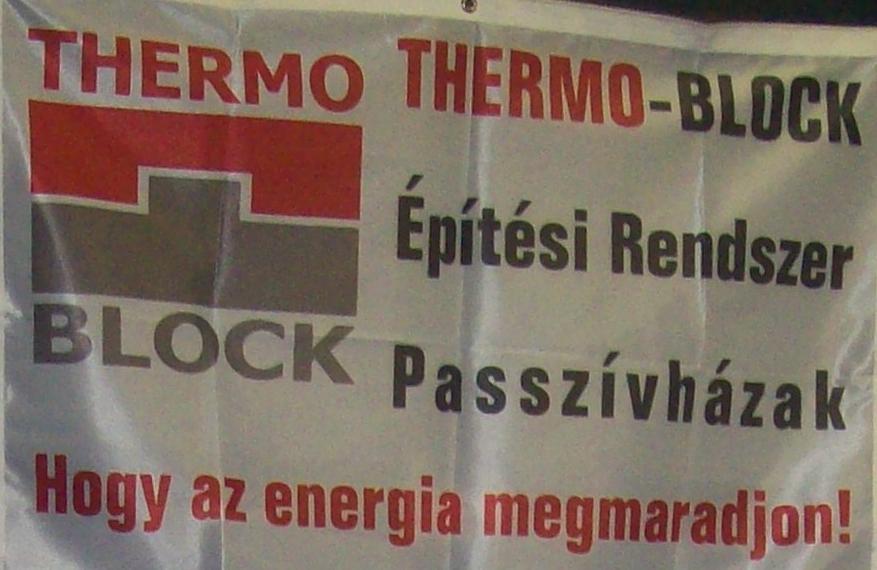 THERMO
BLOCK
THERMO-BLOCK
Építési Rendszer
Passzívházak
Hogy az energia megmaradjon!